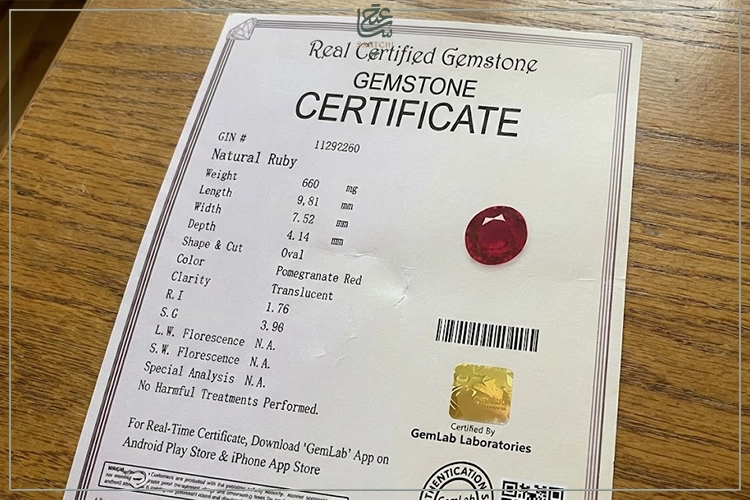 ساعتچی
SAATCHI
Real Certified Gemstone
GEMSTONE
CERTIFICATE
GIN # 11292260
Natural Ruby
Weight 660 mg
Length 9.81 mm
Width 7.52 mm
Depth 4.14 mm
Shape & Cut Oval
Color Pomegranate Red
Clarity Translucent
R.I 1.76
S.G 3.96
L.W. Florescence N.A.
S.W. Florescence N.A.
Special Analysis N.A.
No Harmful Treatments Performed.
Certified By
GemLab Laboratories
For Real-Time Certificate, Download 'GemLab' App on
Android Play Store & iPhone App Store